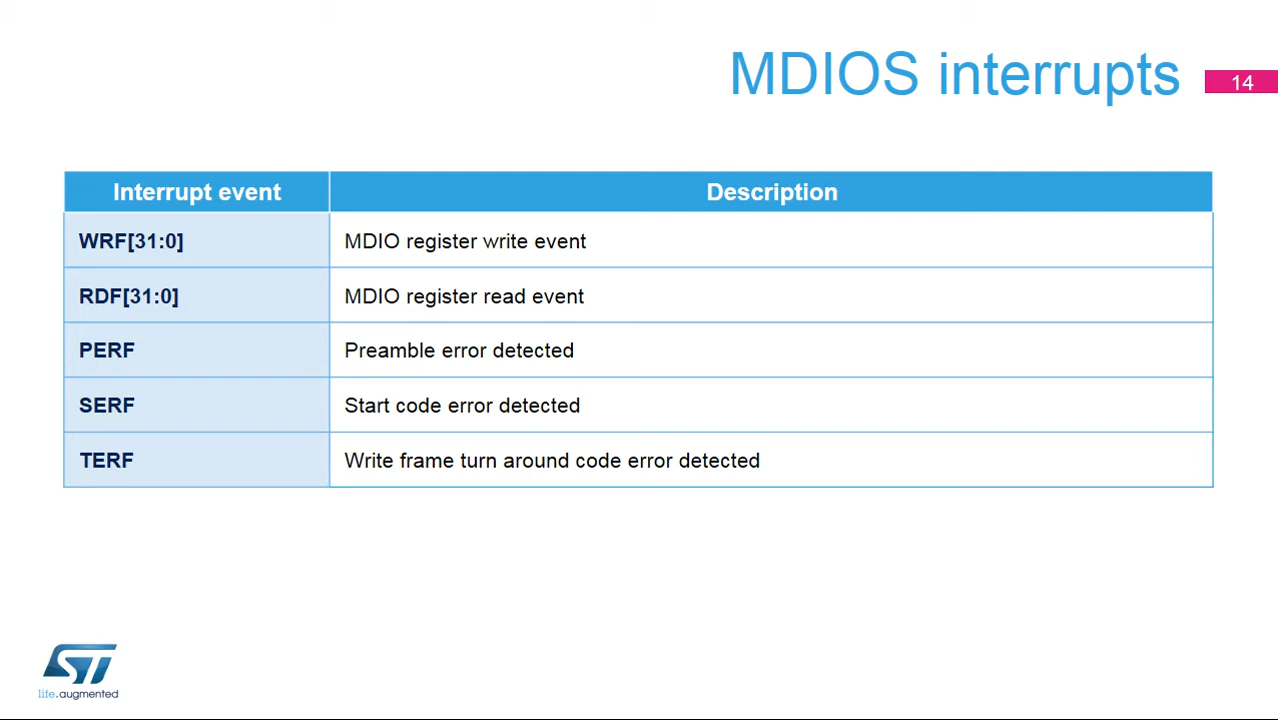 MDIOS interrupts
14
Interrupt event Description
WRF[31:0] MDIO register write event
RDF[31:0] MDIO register read event
PERF Preamble error detected
SERF Start code error detected
TERF Write frame turn around code error detected
ST
life.augmented